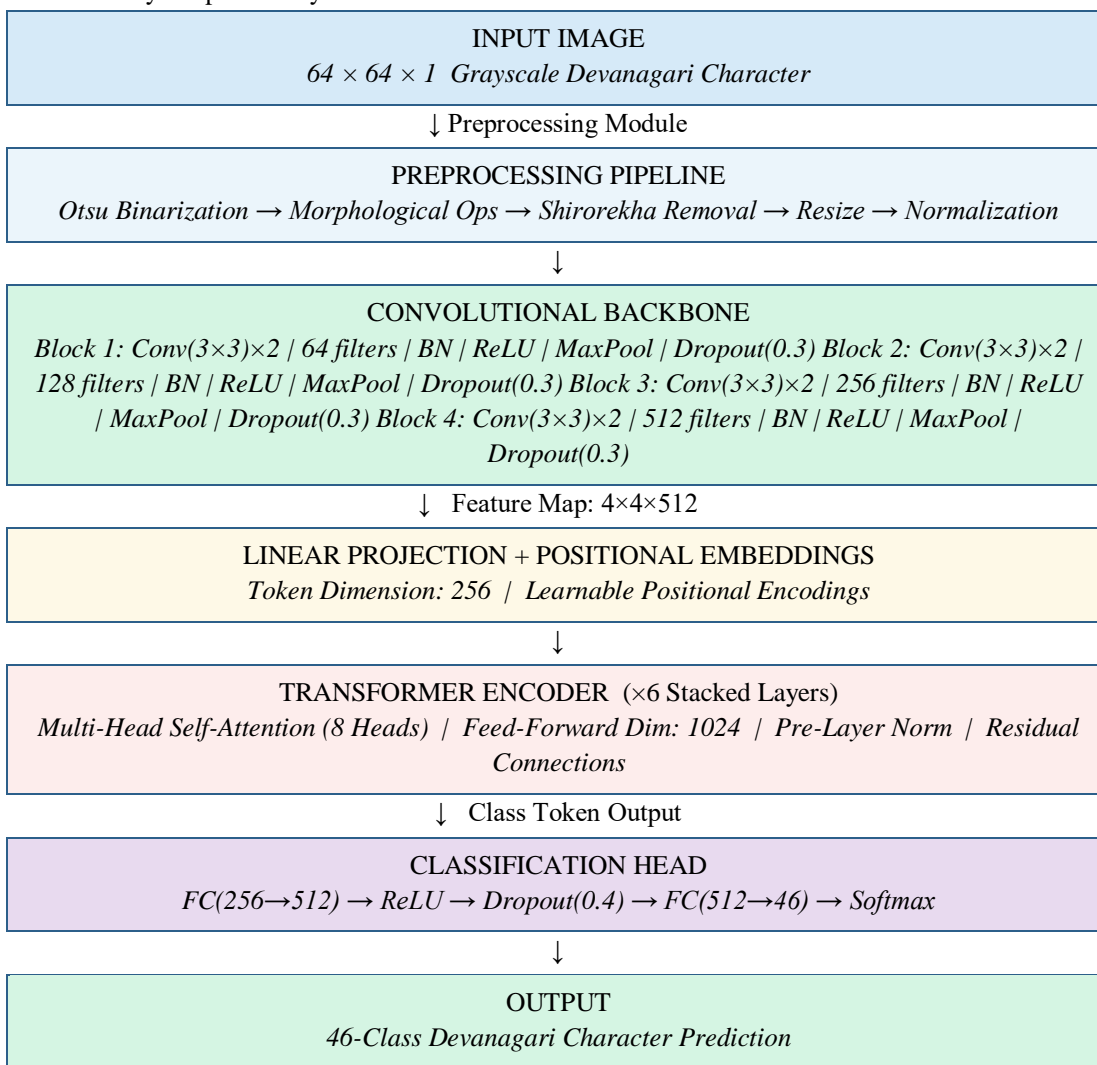 INPUT IMAGE
64 × 64 × 1 Grayscale Devanagari Character
↓ Preprocessing Module
PREPROCESSING PIPELINE
Otsu Binarization → Morphological Ops → Shirorekha Removal → Resize → Normalization
↓
CONVOLUTIONAL BACKBONE
Block 1: Conv(3×3)×2 | 64 filters | BN | ReLU | MaxPool | Dropout(0.3) Block 2: Conv(3×3)×2 |
128 filters | BN | ReLU | MaxPool | Dropout(0.3) Block 3: Conv(3×3)×2 | 256 filters | BN | ReLU
| MaxPool | Dropout(0.3) Block 4: Conv(3×3)×2 | 512 filters | BN | ReLU | MaxPool |
Dropout(0.3)
↓ Feature Map: 4×4×512
LINEAR PROJECTION + POSITIONAL EMBEDDINGS
Token Dimension: 256 | Learnable Positional Encodings
↓
TRANSFORMER ENCODER (×6 Stacked Layers)
Multi-Head Self-Attention (8 Heads) | Feed-Forward Dim: 1024 | Pre-Layer Norm | Residual
Connections
↓ Class Token Output
CLASSIFICATION HEAD
FC(256→512) → ReLU → Dropout(0.4) → FC(512→46) → Softmax
↓
OUTPUT
46-Class Devanagari Character Prediction